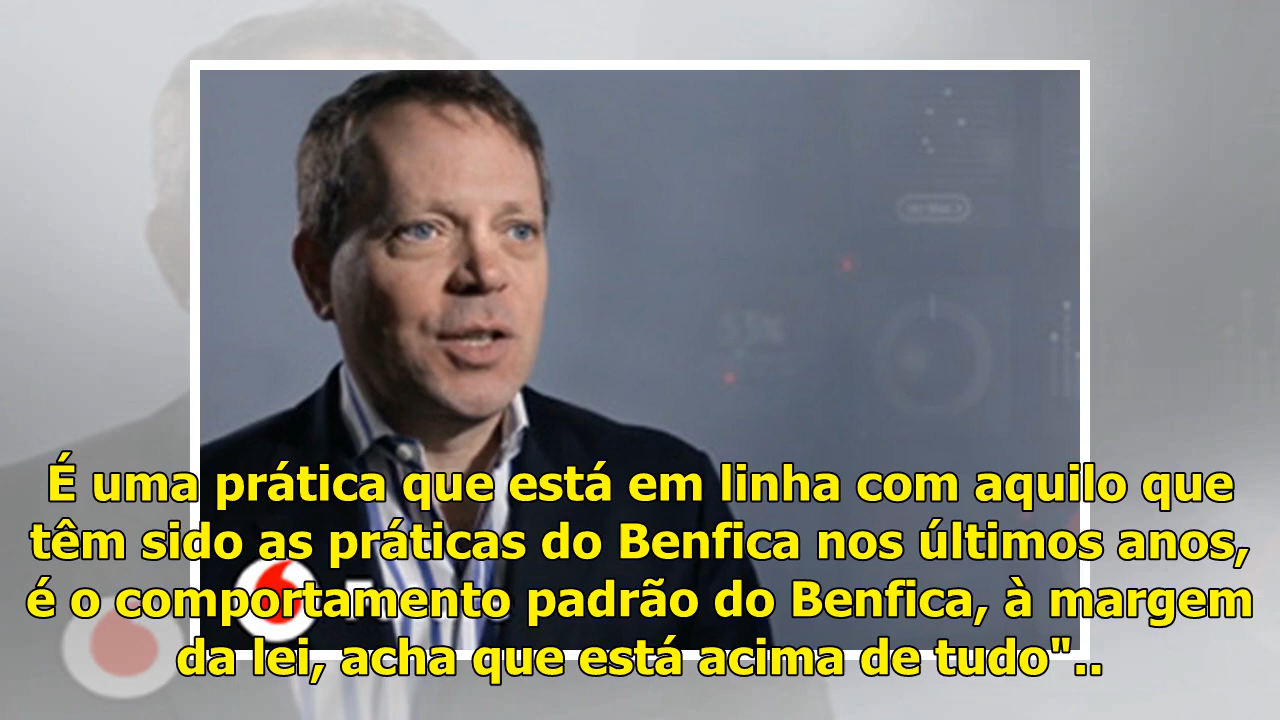 É uma prática que está em linha com aquilo que
têm sido as práticas do Benfica nos últimos anos,
é o comportamento padrão do Benfica, à margem
da lei, acha que está acima de tudo"..